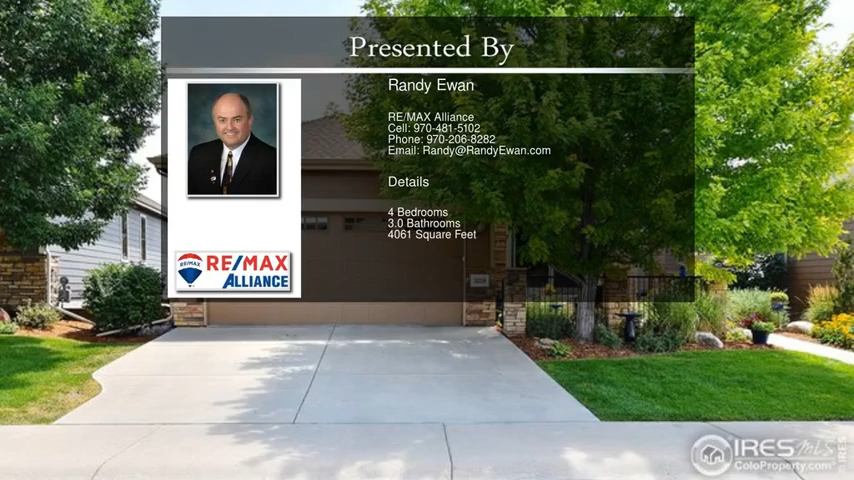 Presented By
Randy Ewan
RE/MAX Alliance
Cell: 970-481-5102
Phone: 970-206-8282
Email: Randy@RandyEwan.com
Details
4 Bedrooms
3.0 Bathrooms
4061 Square Feet
RE/MAX
RE/MAX
ALLIANCE
IRES MLS
ColoProperty.com
© IRES